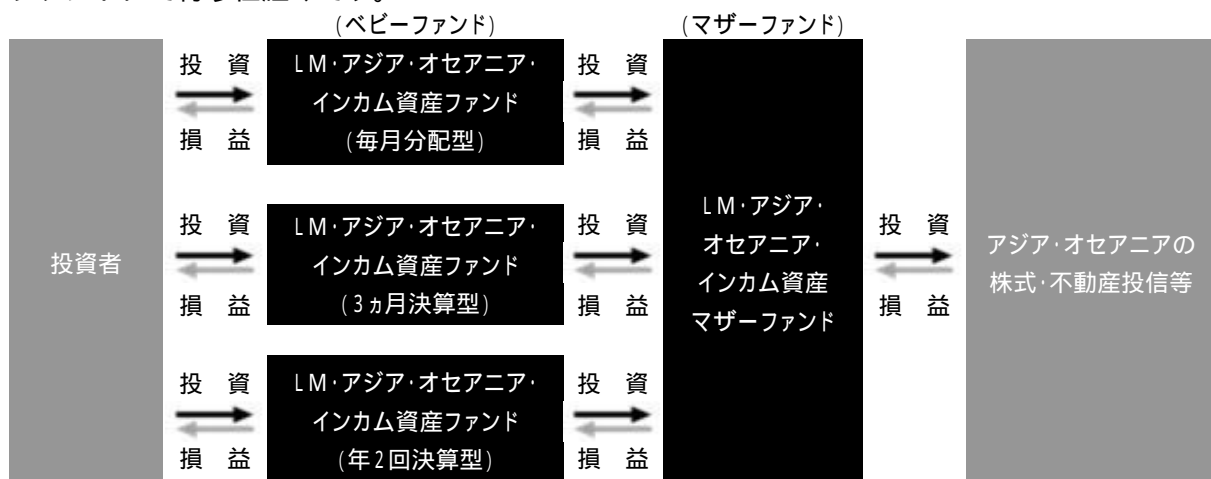 (ベビーファンド)
(マザーファンド)
投資者
投 資
損 益
LM・アジア・オセアニア・
インカム資産ファンド
(毎月分配型)
投 資
損 益
投 資
損 益
LM・アジア・オセアニア・
インカム資産ファンド
(3ヵ月決算型)
投 資
損 益
投 資
損 益
LM・アジア・オセアニア・
インカム資産ファンド
(年2回決算型)
投 資
損 益
LM・アジア・
オセアニア・
インカム資産
マザーファンド
投 資
損 益
アジア・オセアニアの
株式・不動産投信等